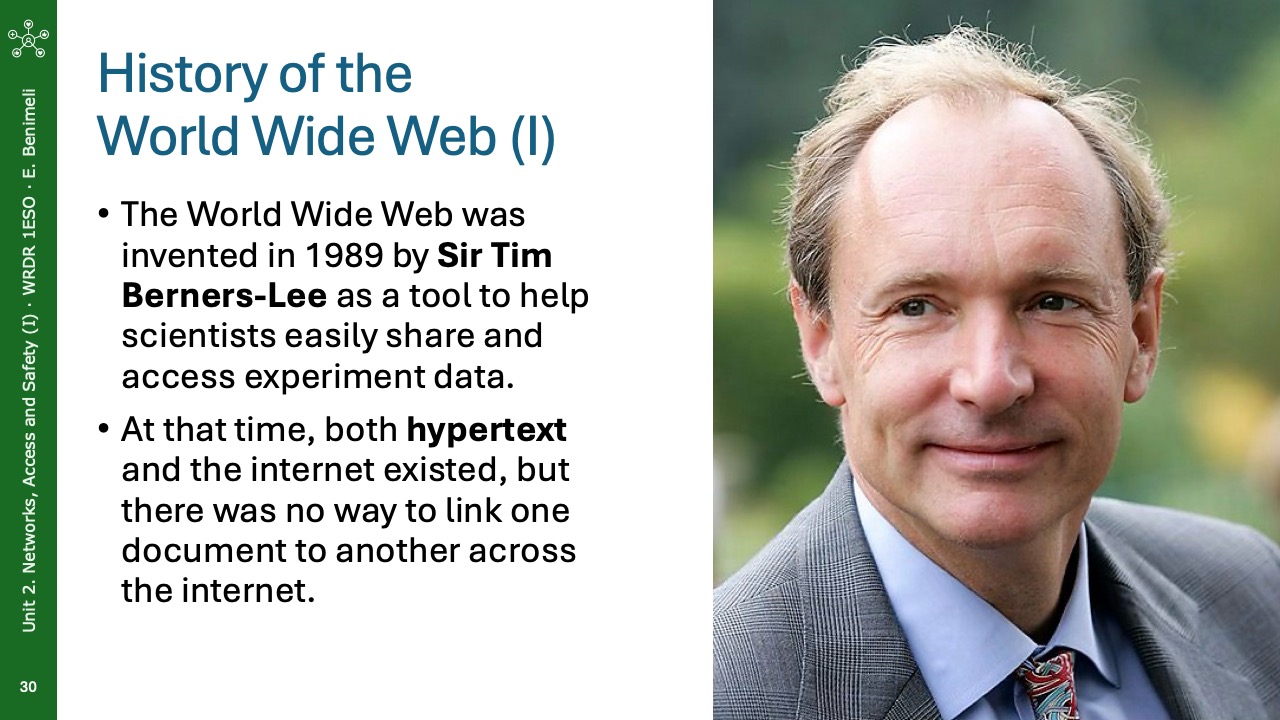 Unit 2. Networks, Access and Safety (I) · WRDR 1ESO · E. Benimeli
History of the
World Wide Web (I)
• The World Wide Web was
invented in 1989 by Sir Tim
Berners-Lee as a tool to help
scientists easily share and
access experiment data.
• At that time, both hypertext
and the internet existed, but
there was no way to link one
document to another across
the internet.
30